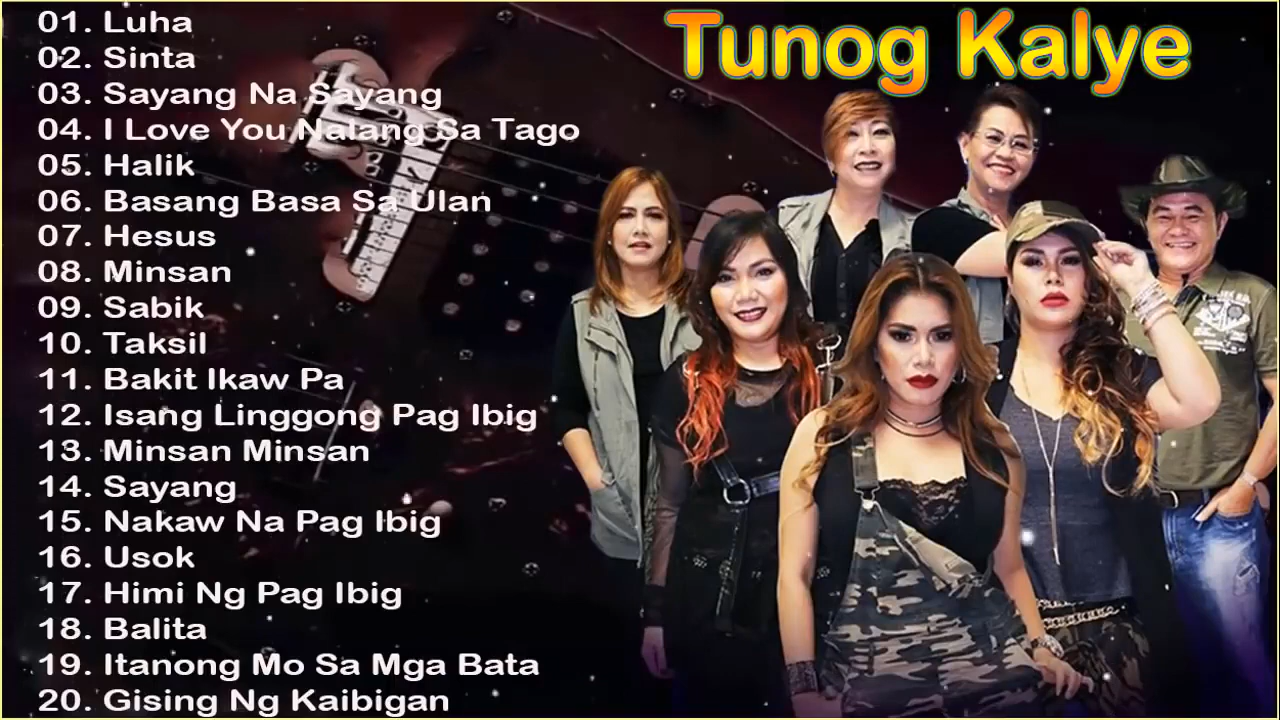 Tunog Kalye
01. Luha
02. Sinta
03. Sayang Na Sayang
04. I Love You Nalang Sa Tago
05. Halik
06. Basang Basa Sa Ulan
07. Hesus
08. Minsan
09. Sabik
10. Taksil
11. Bakit Ikaw Pa
12. Isang Linggong Pag Ibig
13. Minsan Minsan
14. Sayang
15. Nakaw Na Pag Ibig
16. Usok
17. Himi Ng Pag Ibig
18. Balita
19. Itanong Mo Sa Mga Bata
20. Gising Ng Kaibigan